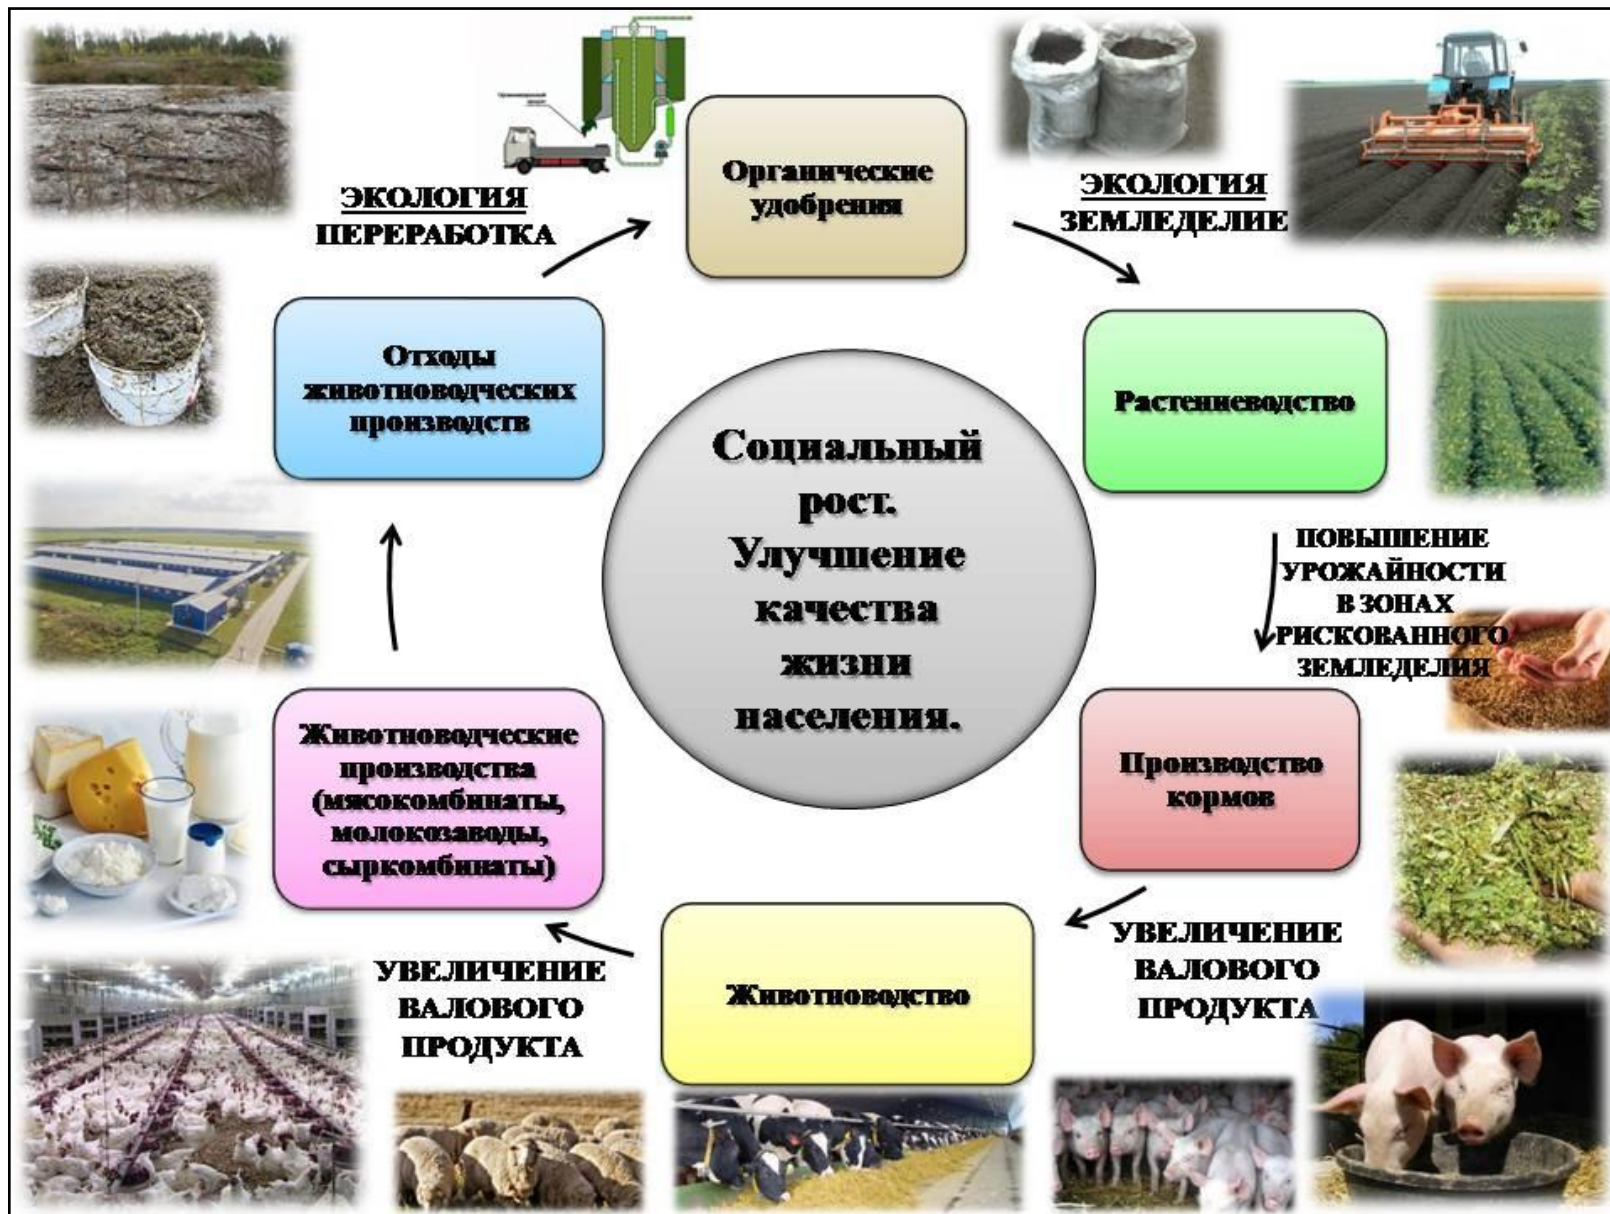 Органические
удобрения
ЭКОЛОГИЯ
ПЕРЕРАБОТКА
ЭКОЛОГИЯ
ЗЕМЛЕДЕЛИЕ
Отходы
животноводческих
производств
Растениеводство
Социальный
рост.
Улучшение
качества
жизни
населения.
ПОВЫШЕНИЕ
УРОЖАЙНОСТИ
В ЗОНАХ
РИСКОВАННОГО
ЗЕМЛЕДЕЛИЯ
Животноводческие
производства
(мясокомбинаты,
молокозаводы,
сыркомбинаты)
Производство
кормов
УВЕЛИЧЕНИЕ
ВАЛОВОГО
ПРОДУКТА
Животноводство
УВЕЛИЧЕНИЕ
ВАЛОВОГО
ПРОДУКТА